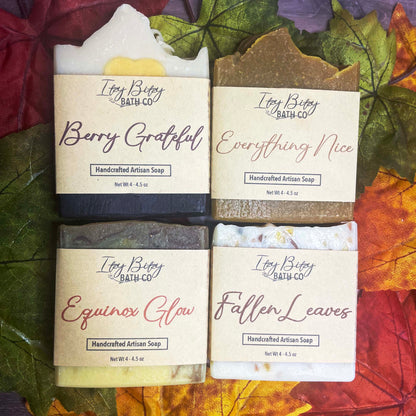 Itsy Bitsy
BATH CO
Berry Grateful
Handcrafted Artisan Soap
Net Wt 4 - 4.5 oz
Itsy Bitsy
BATH CO
Everything Nice
Handcrafted Artisan Soap
Net Wt 4 - 4.5 oz
Itsy Bitsy
BATH CO
Equinox Glow
Handcrafted Artisan Soap
Net Wt 4 - 4.5 oz
Itsy Bitsy
BATH CO
Fallen Leaves
Handcrafted Artisan Soap
Net Wt 4 - 4.5 oz